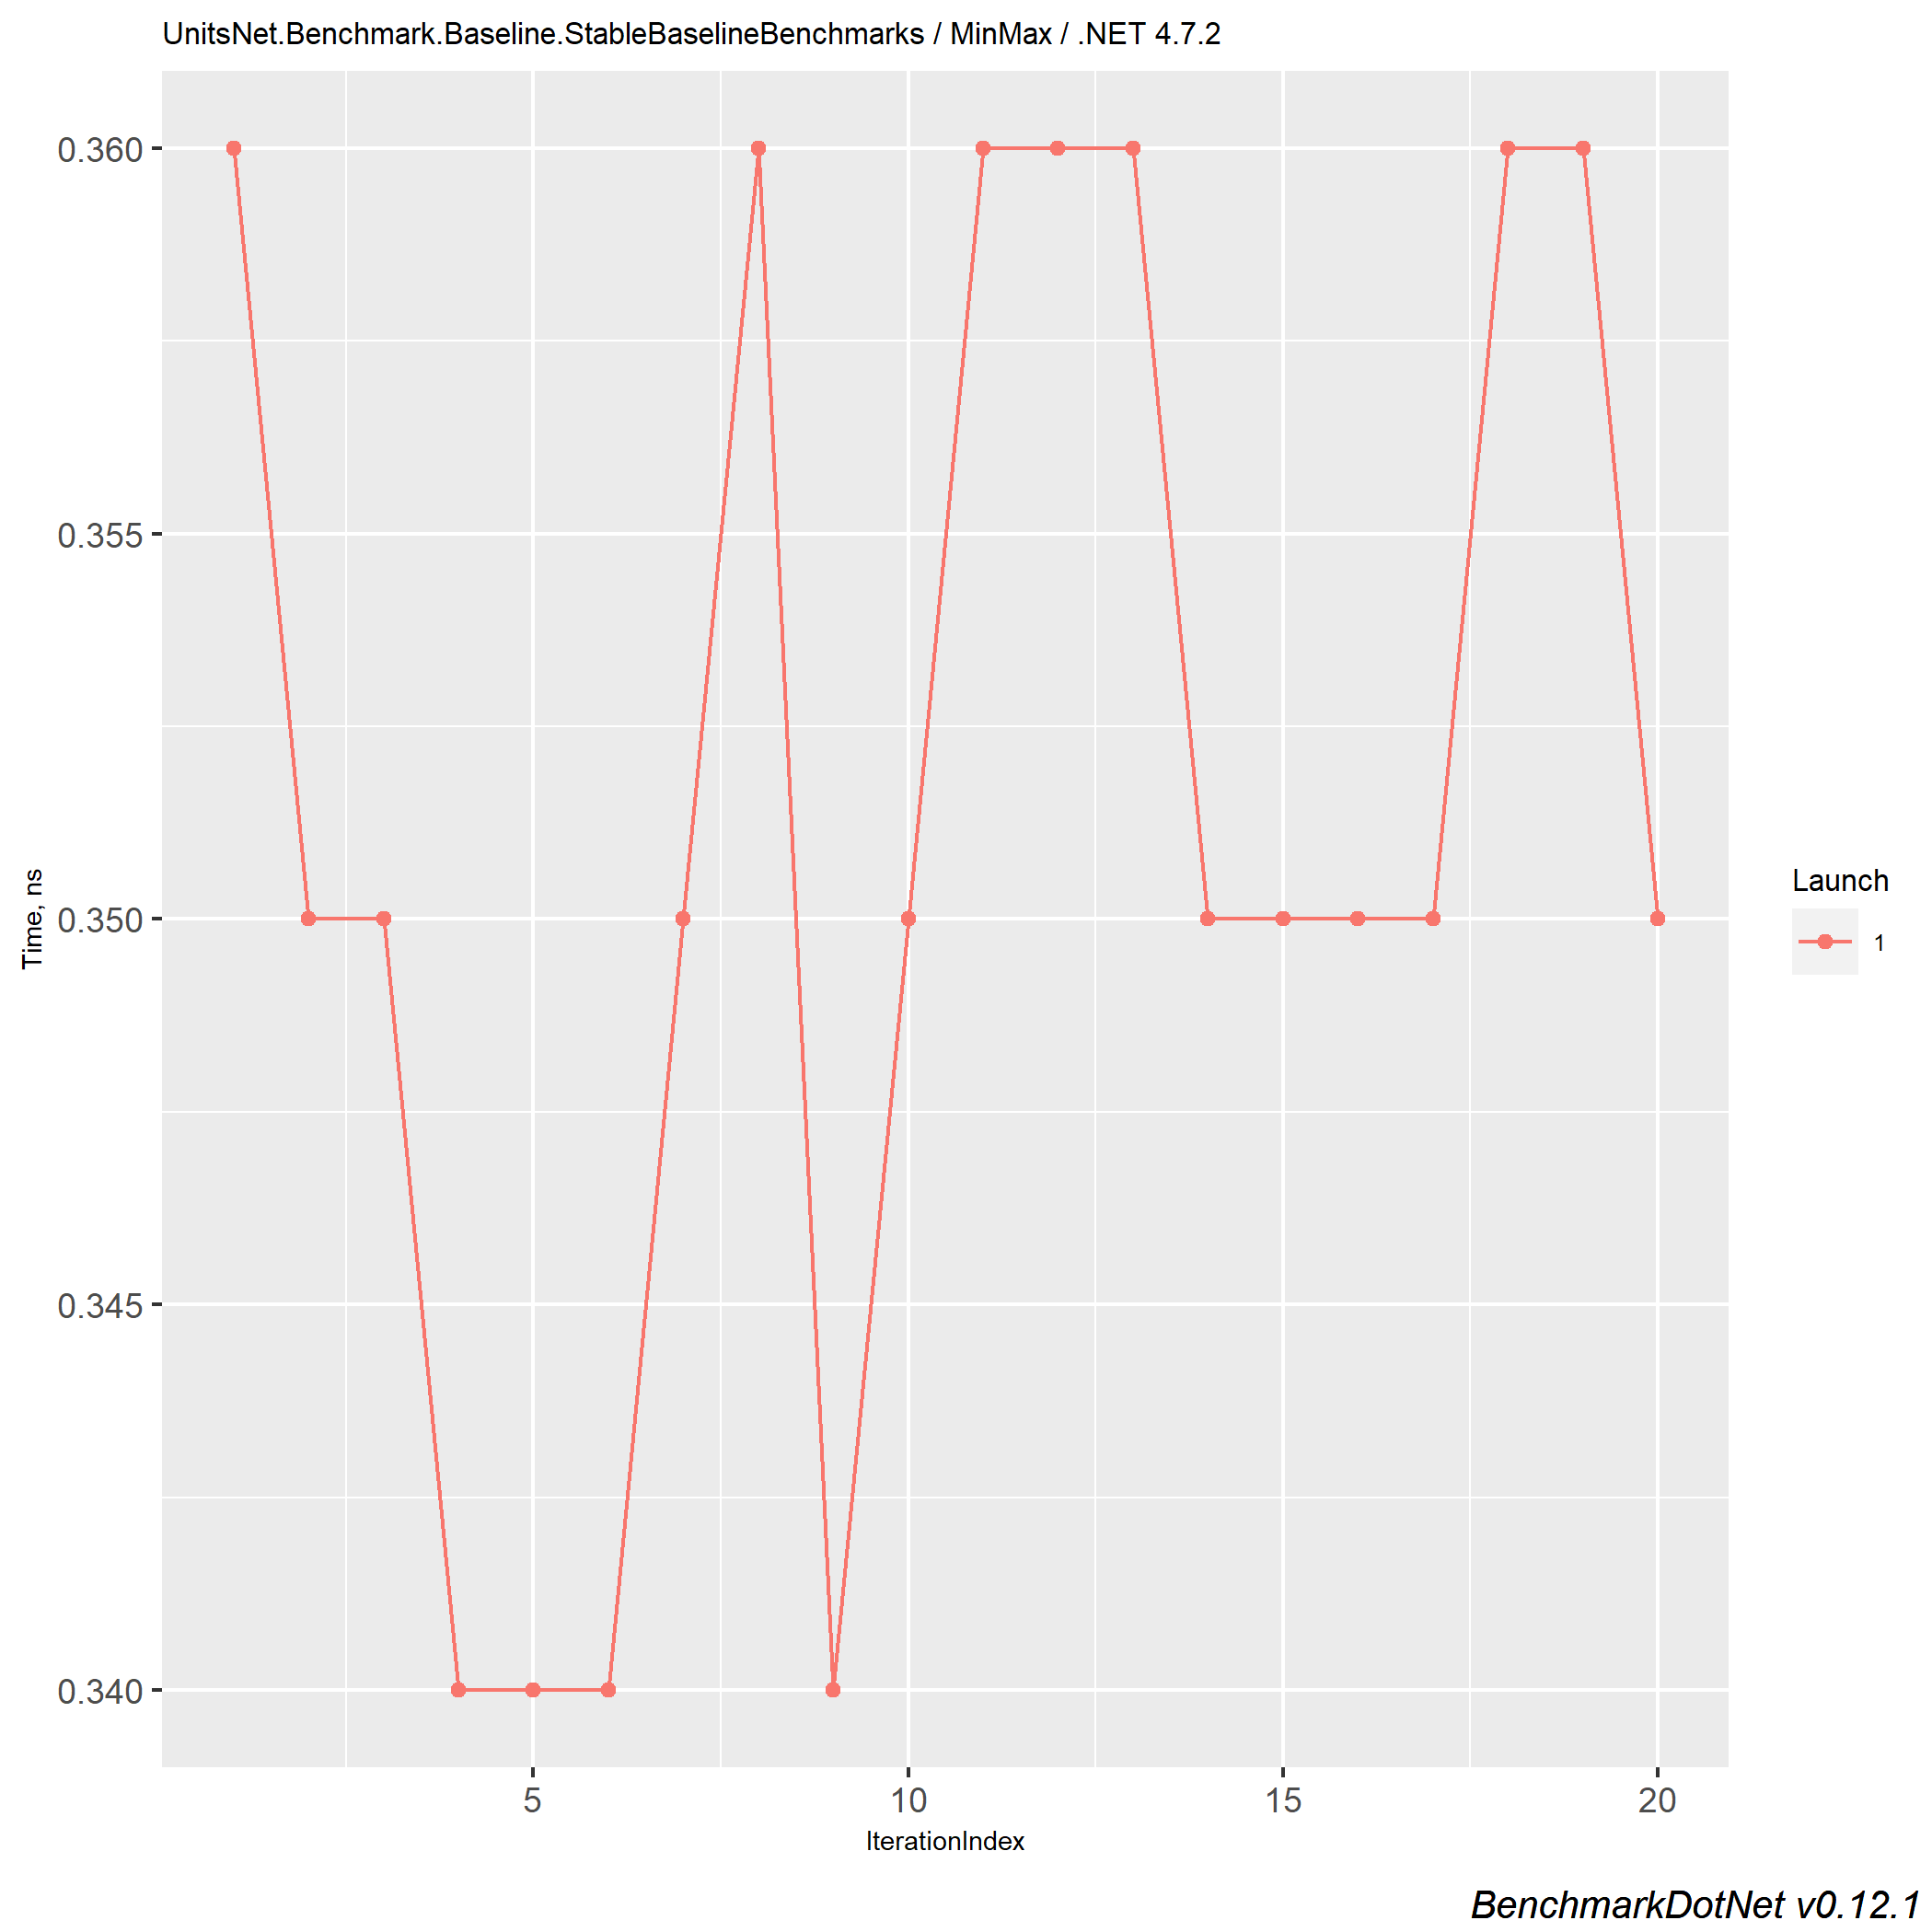 UnitsNet.Benchmark.Baseline.StableBaselineBenchmarks / MinMax / .NET 4.7.2
0.360
0.355
0.350
0.345
0.340
Time, ns
5 10 15 20
IterationIndex
Launch
1
BenchmarkDotNet v0.12.1